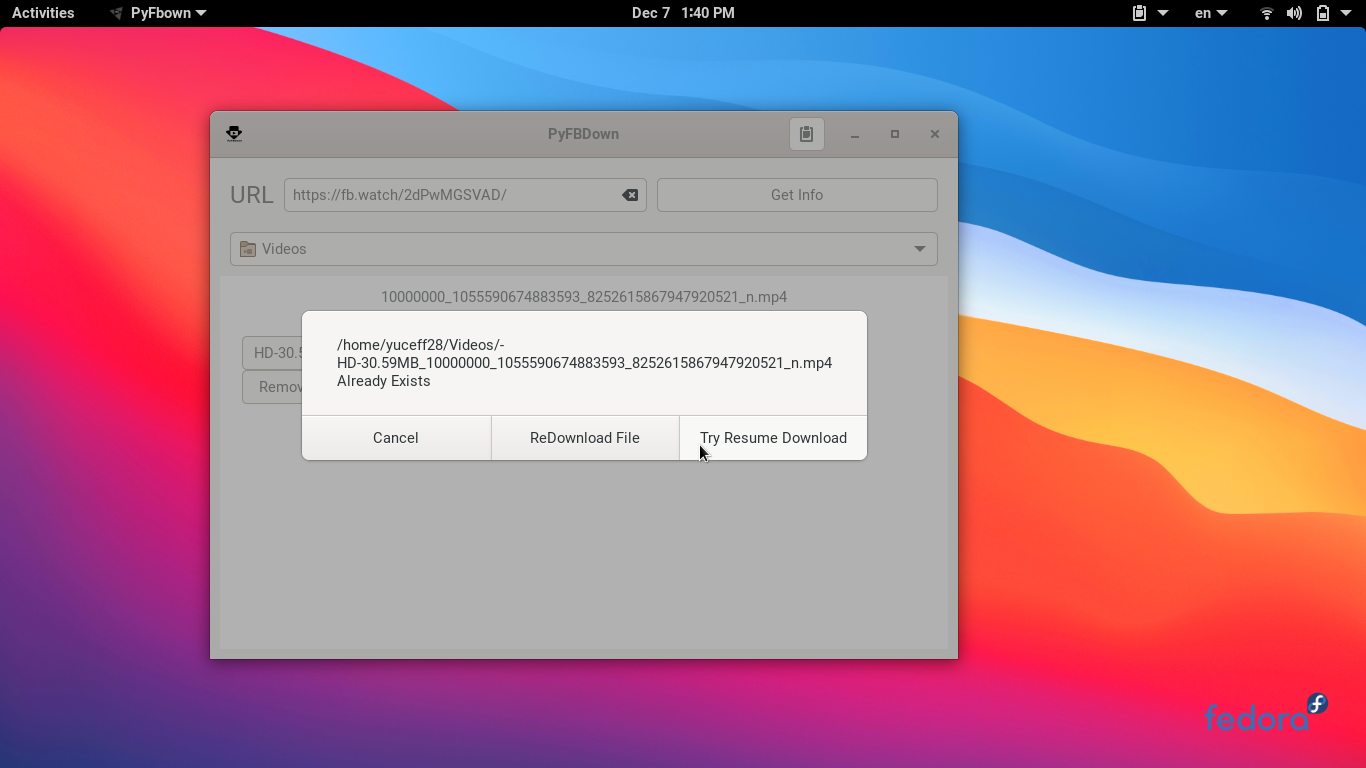 Activities
PyFbown
Dec 7 1:40 PM
en
PyFBDown
URL
https://fb.watch/2dPwMGSVAD/
Get Info
Videos
10000000_1055590674883593_8252615867947920521_n.mp4
HD-30.5
Remov
/home/yuceff28/Videos/-
HD-30.59MB_10000000_1055590674883593_8252615867947920521_n.mp4
Already Exists
Cancel
ReDownload File
Try Resume Download
fedora